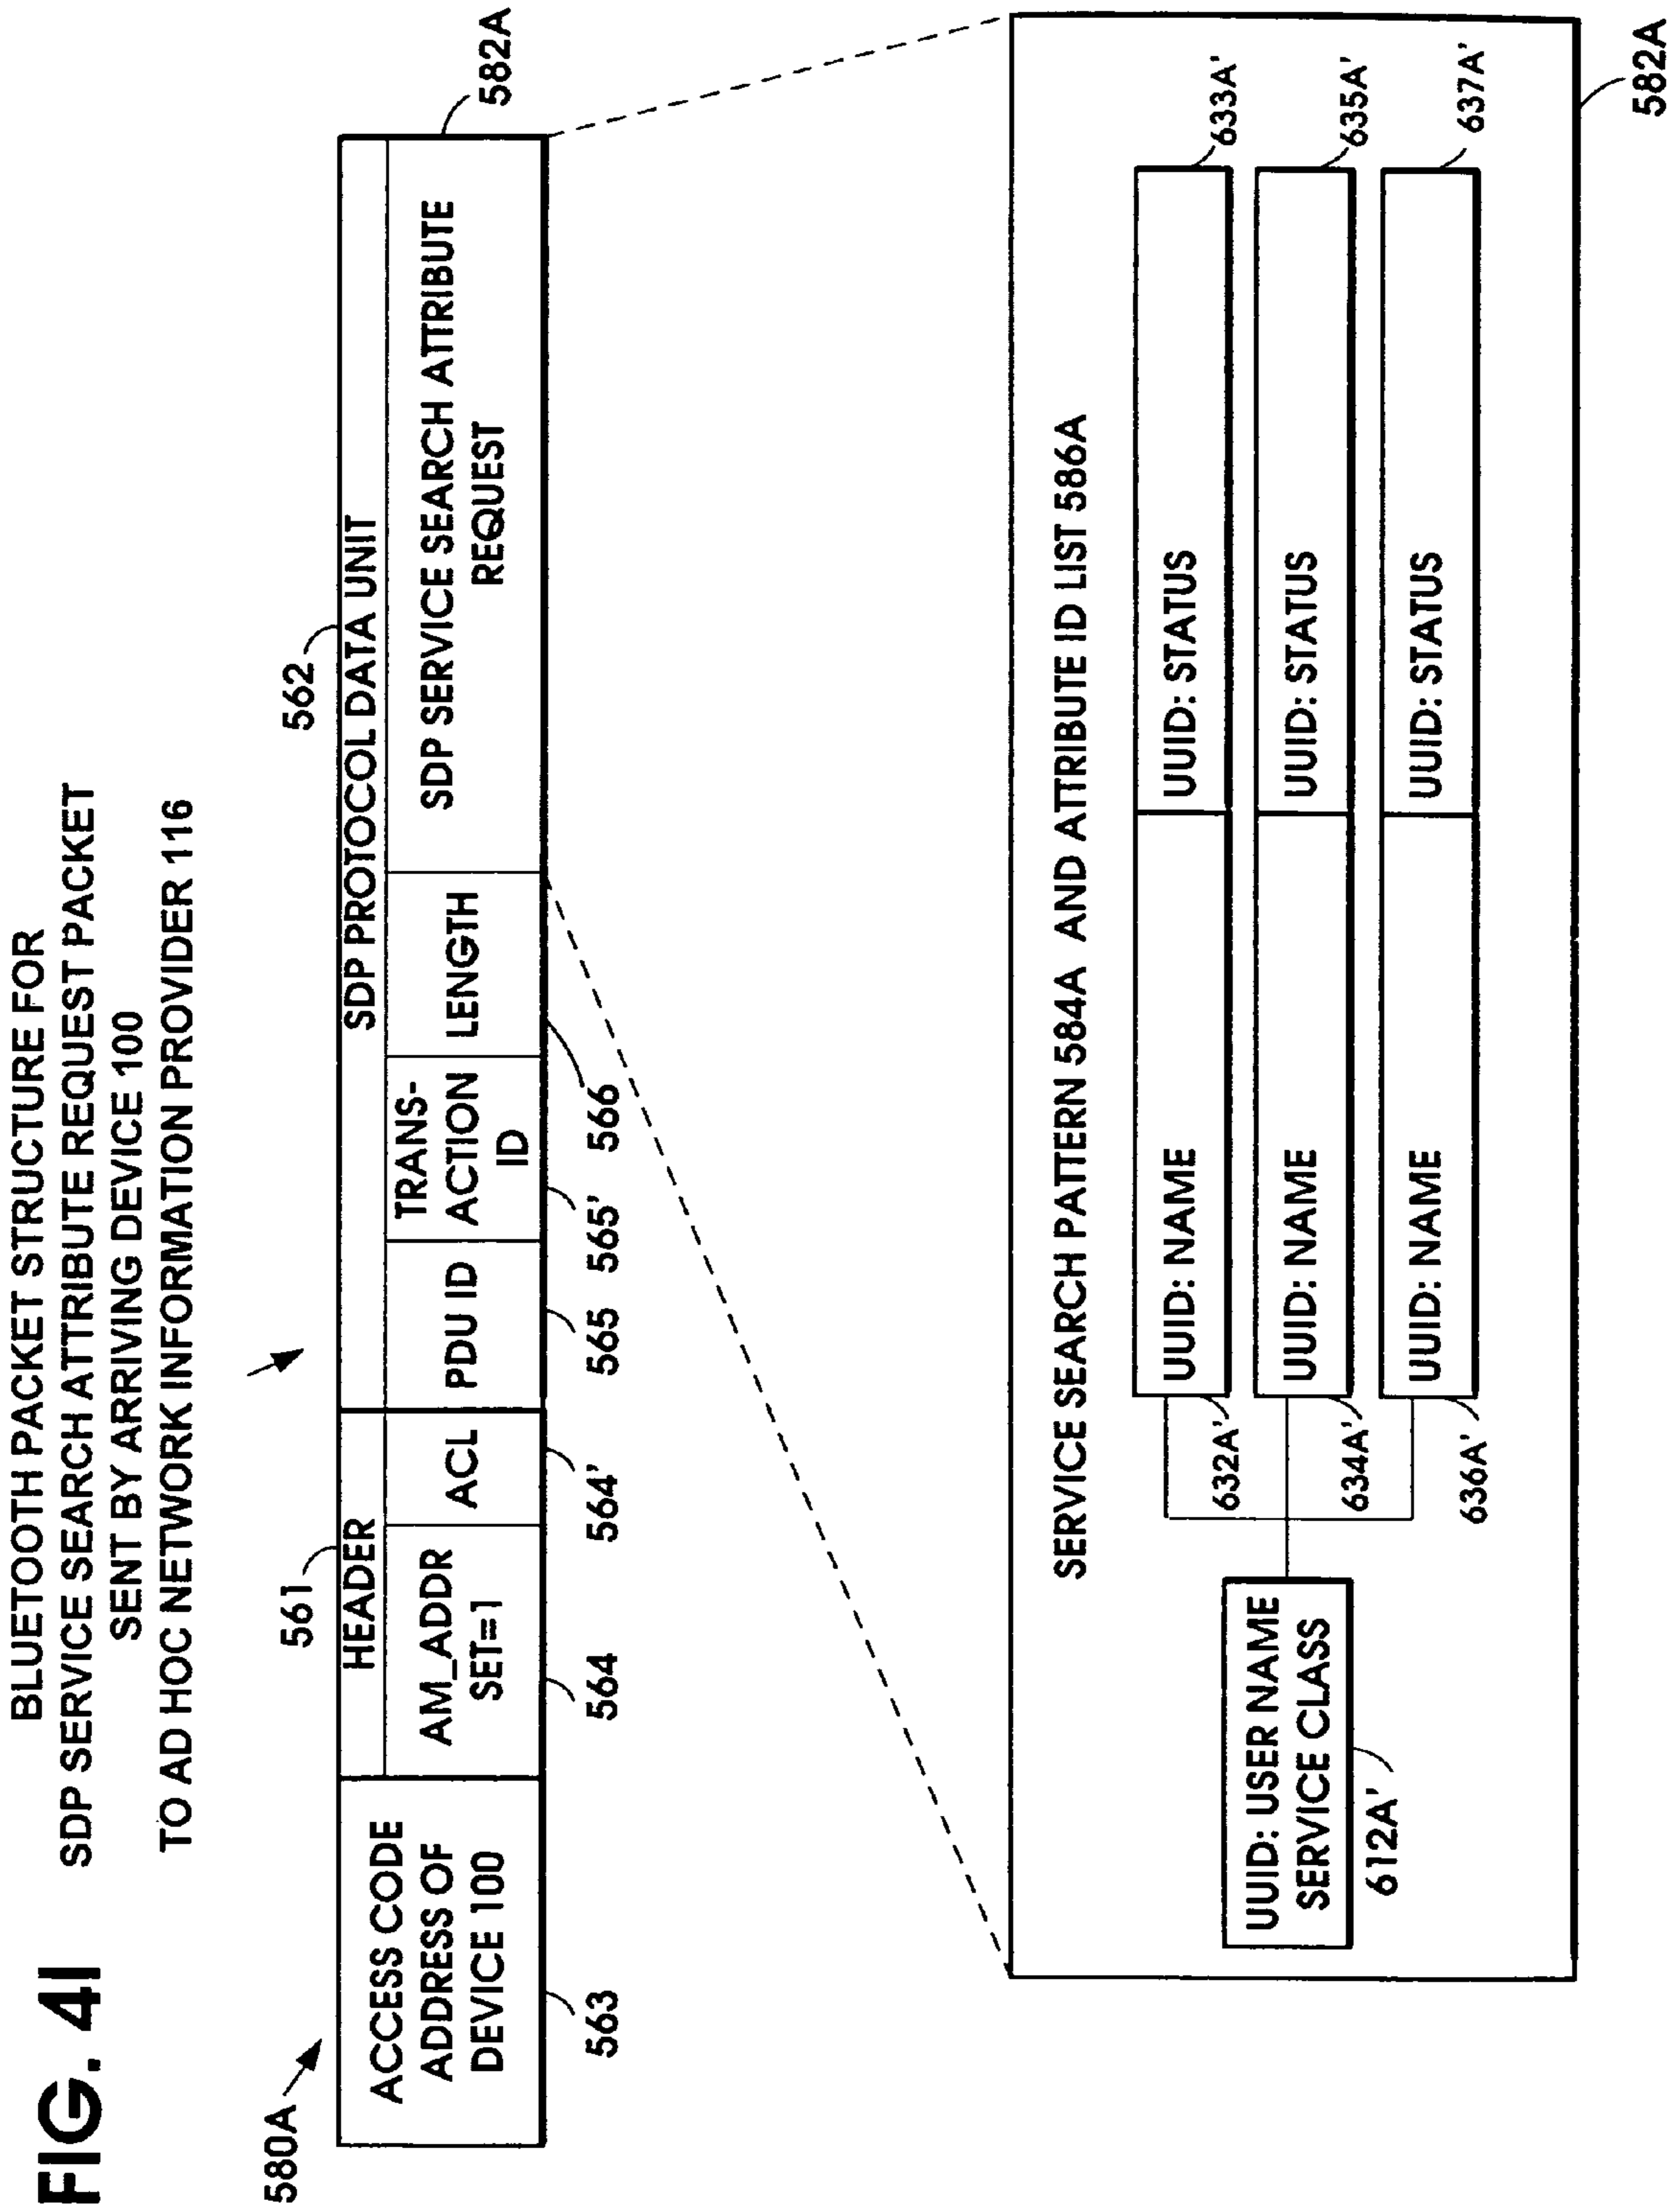 FIG. 4I
BLUETOOTH PACKET STRUCTURE FOR
SDP SERVICE SEARCH ATTRIBUTE REQUEST PACKET
SENT BY ARRIVING DEVICE 100
TO AD HOC NETWORK INFORMATION PROVIDER 116
580A
561
562
HEADER
SDP PROTOCOL DATA UNIT
ACCESS CODE
ADDRESS OF
DEVICE 100
AM_ADDR
SET=1
ACL
PDU ID
TRANS-
ACTION
ID
LENGTH
SDP SERVICE SEARCH ATTRIBUTE
REQUEST
582A
563
564
564'
565
565'
566
SERVICE SEARCH PATTERN 584A AND ATTRIBUTE ID LIST 586A
UUID: USER NAME
SERVICE CLASS
612A'
UUID: NAME
UUID: STATUS
632A'
633A'
UUID: NAME
UUID: STATUS
634A'
635A'
UUID: NAME
UUID: STATUS
636A'
637A'
582A